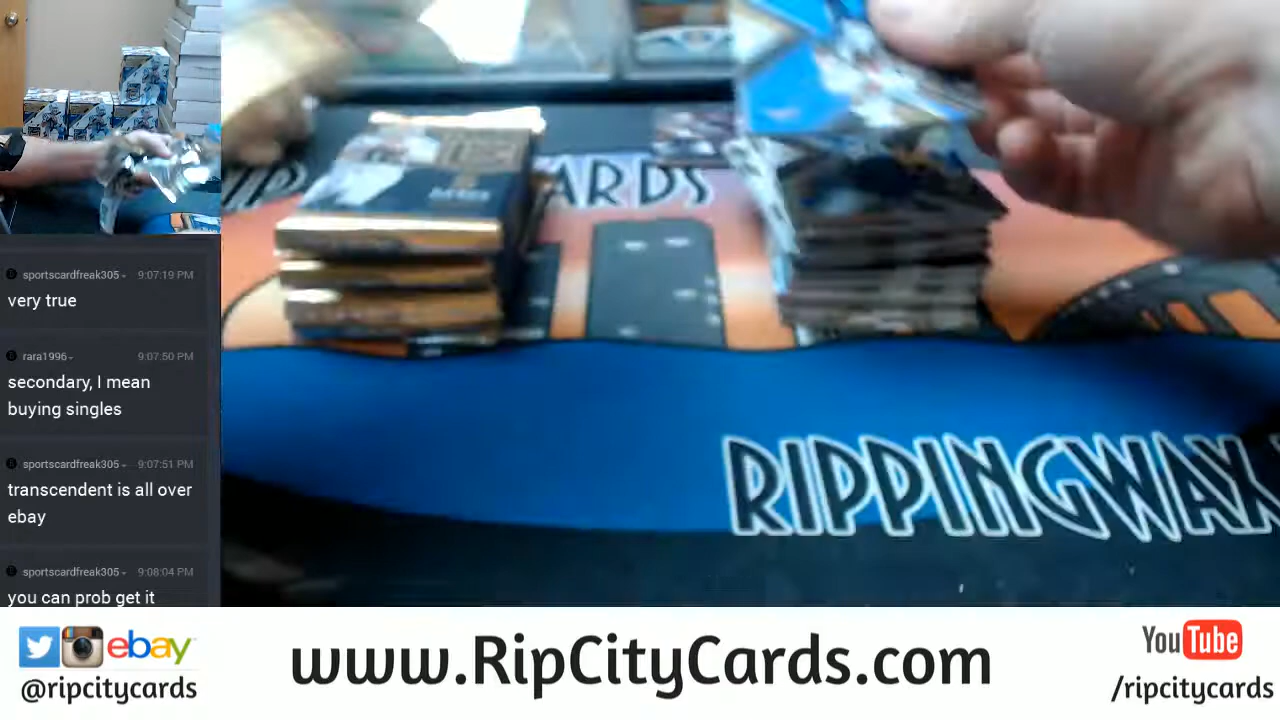 sportscardfreak305 9:07:19 PM
very true
rara1996 9:07:50 PM
secondary, I mean
buying singles
sportscardfreak305 9:07:51 PM
transcendent is all over
ebay
sportscardfreak305 9:08:04 PM
you can prob get it
ARDS
RIPPINGWAX
ebay
@ripcitycards
www.RipCityCards.com
YouTube
/ripcitycards